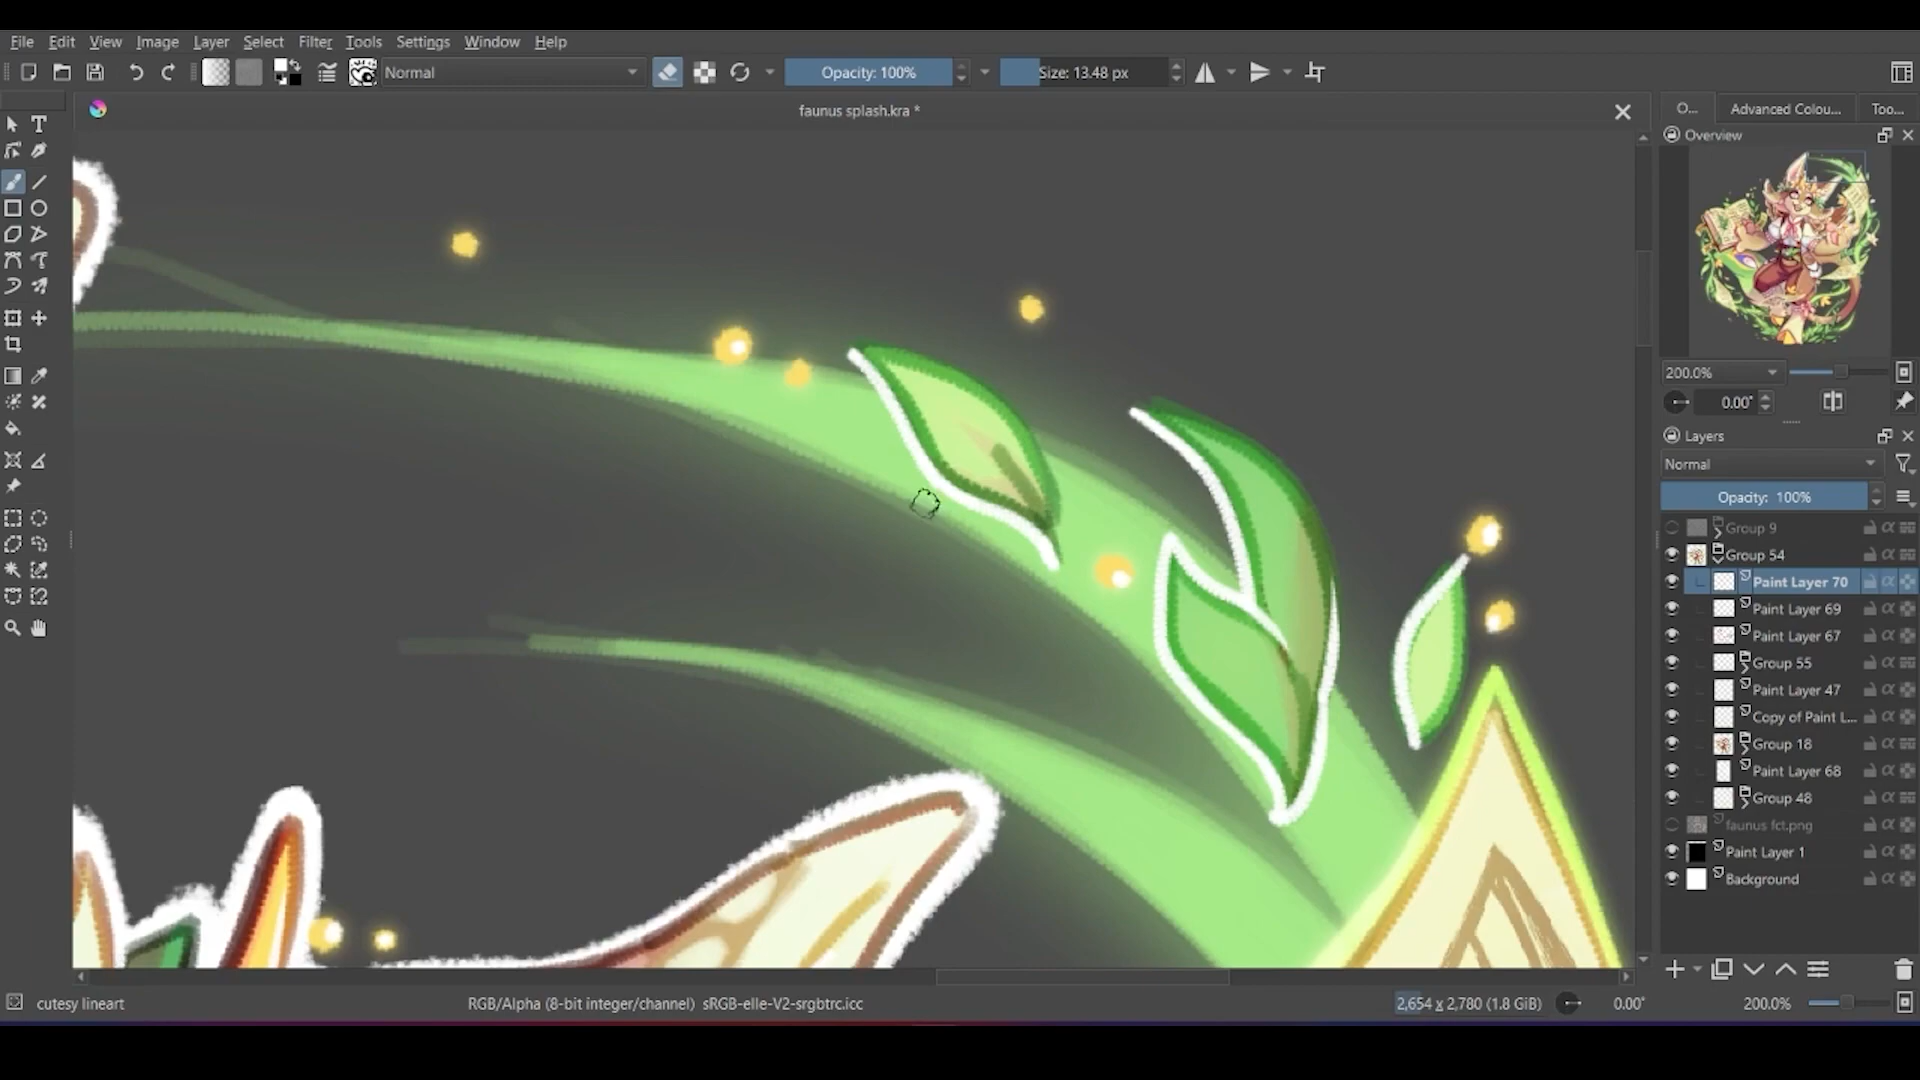 File Edit View Image Layer Select Filter Tools Settings Window Help
Normal Opacity: 100% Size: 13.48 px
faunus splash.kra *
O... Advanced Colou... Too...
Overview
200.0%
0.00°
Layers
Normal
Opacity: 100%
Group 9
Group 54
Paint Layer 70
Paint Layer 69
Paint Layer 67
Group 55
Paint Layer 47
Copy of Paint L...
Group 18
Paint Layer 68
Group 48
faunus fct.png
Paint Layer 1
Background
cutesy lineart RGB/Alpha (8-bit integer/channel) sRGB-elle-V2-srgbtrc.icc 2,654 x 2,780 (1.8 GiB) 0.00° 200.0%